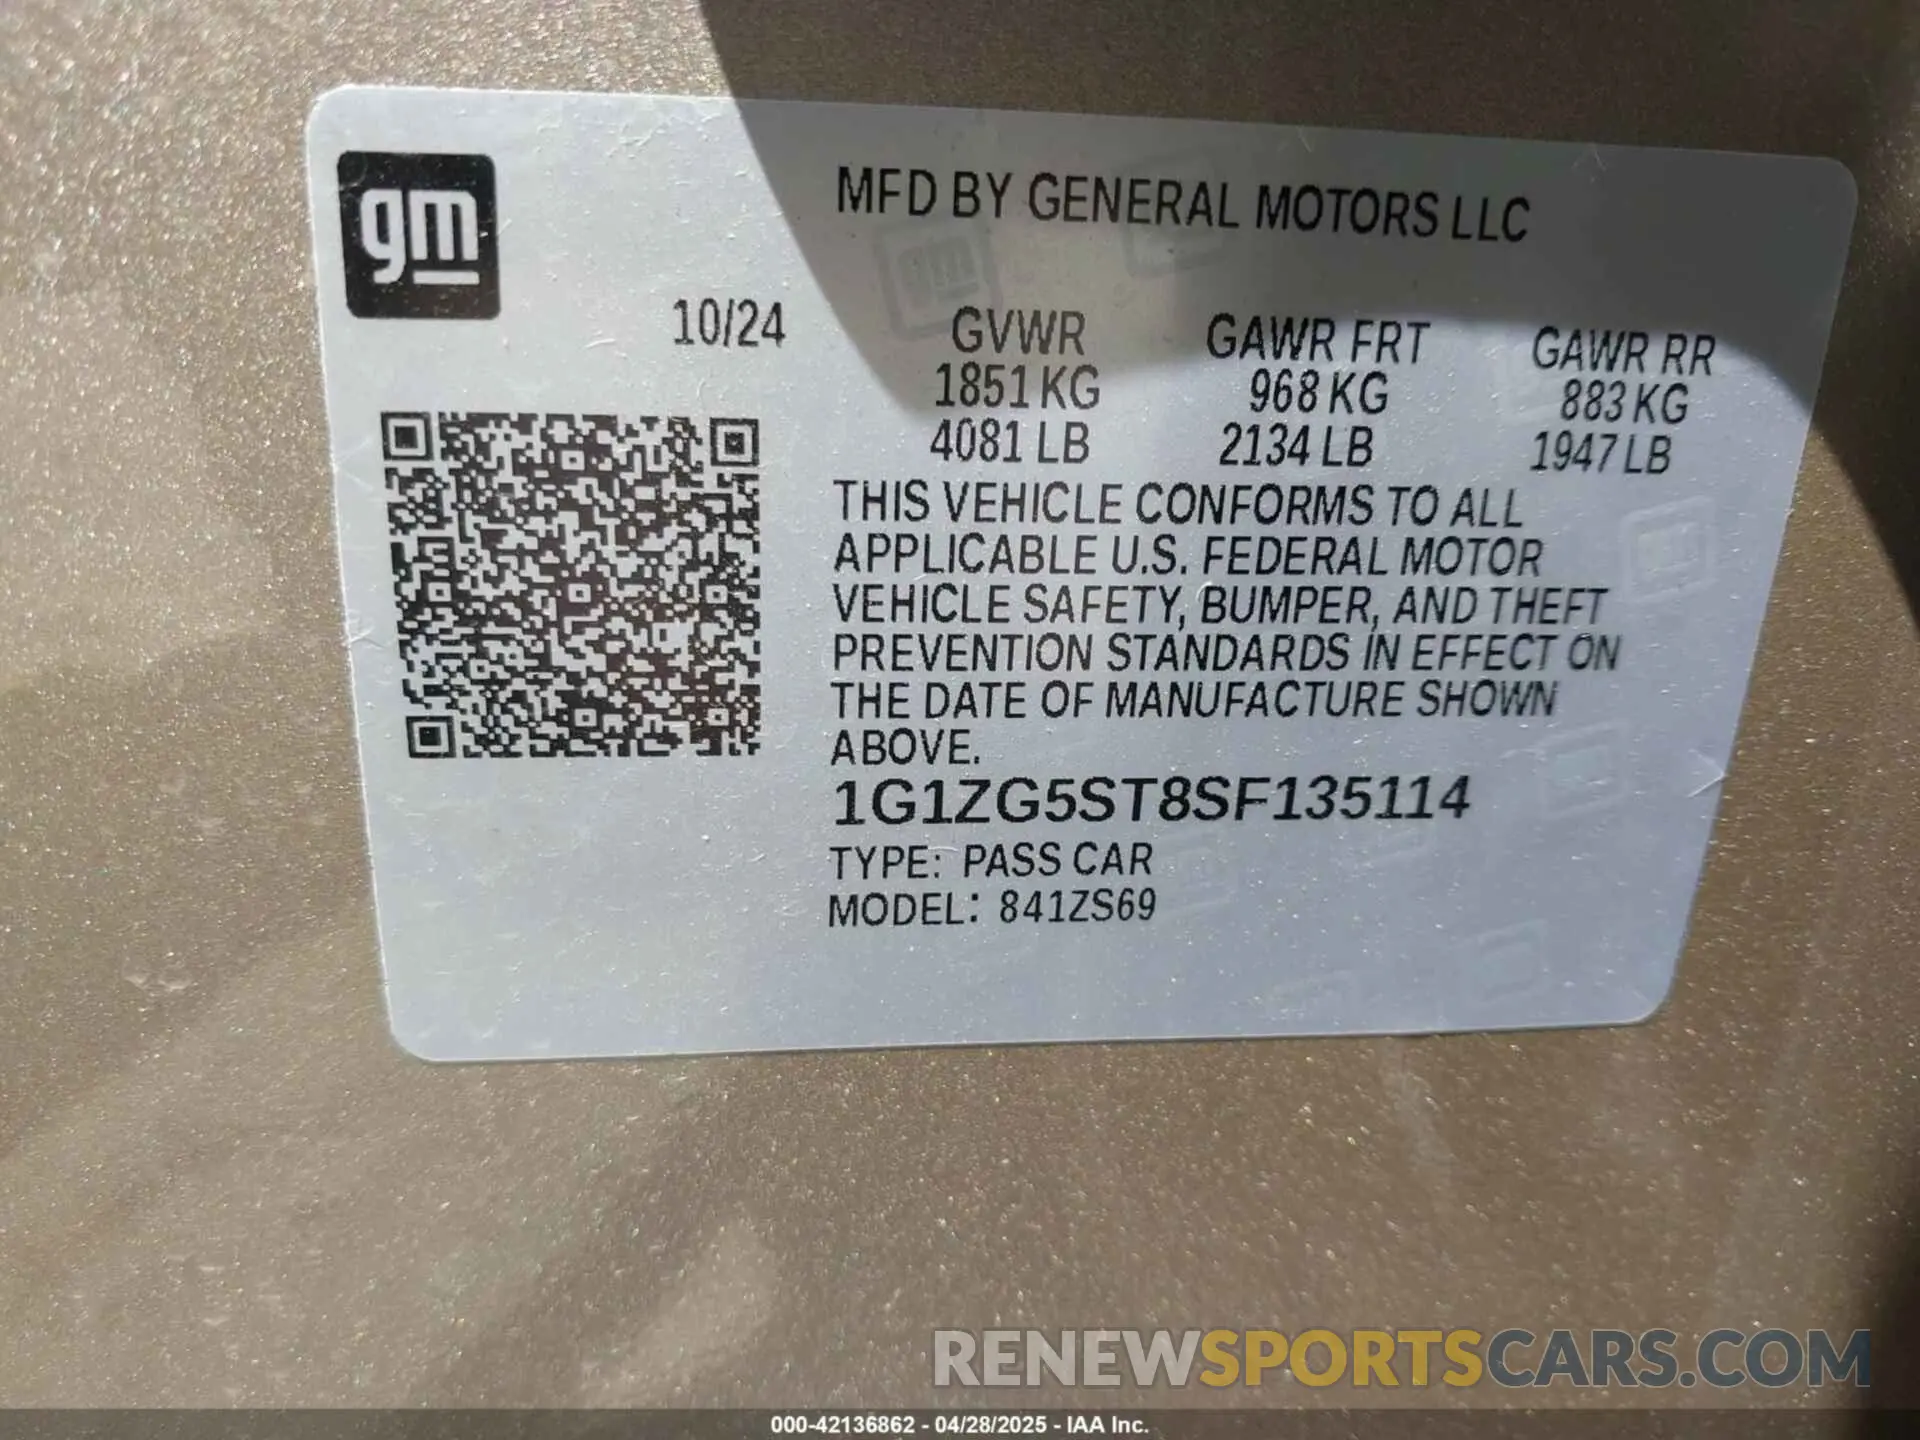 gm
MFD BY GENERAL MOTORS LLC
10/24
GVWR GAWR FRT GAWR RR
1851 KG 968 KG 883 KG
4081 LB 2134 LB 1947 LB
THIS VEHICLE CONFORMS TO ALL
APPLICABLE U.S. FEDERAL MOTOR
VEHICLE SAFETY, BUMPER, AND THEFT
PREVENTION STANDARDS IN EFFECT ON
THE DATE OF MANUFACTURE SHOWN
ABOVE.
1G1ZG5ST8SF135114
TYPE: PASS CAR
MODEL: 841ZS69
RENEWSPORTSCARS.COM
000-42136862 - 04/28/2025 - IAA Inc.